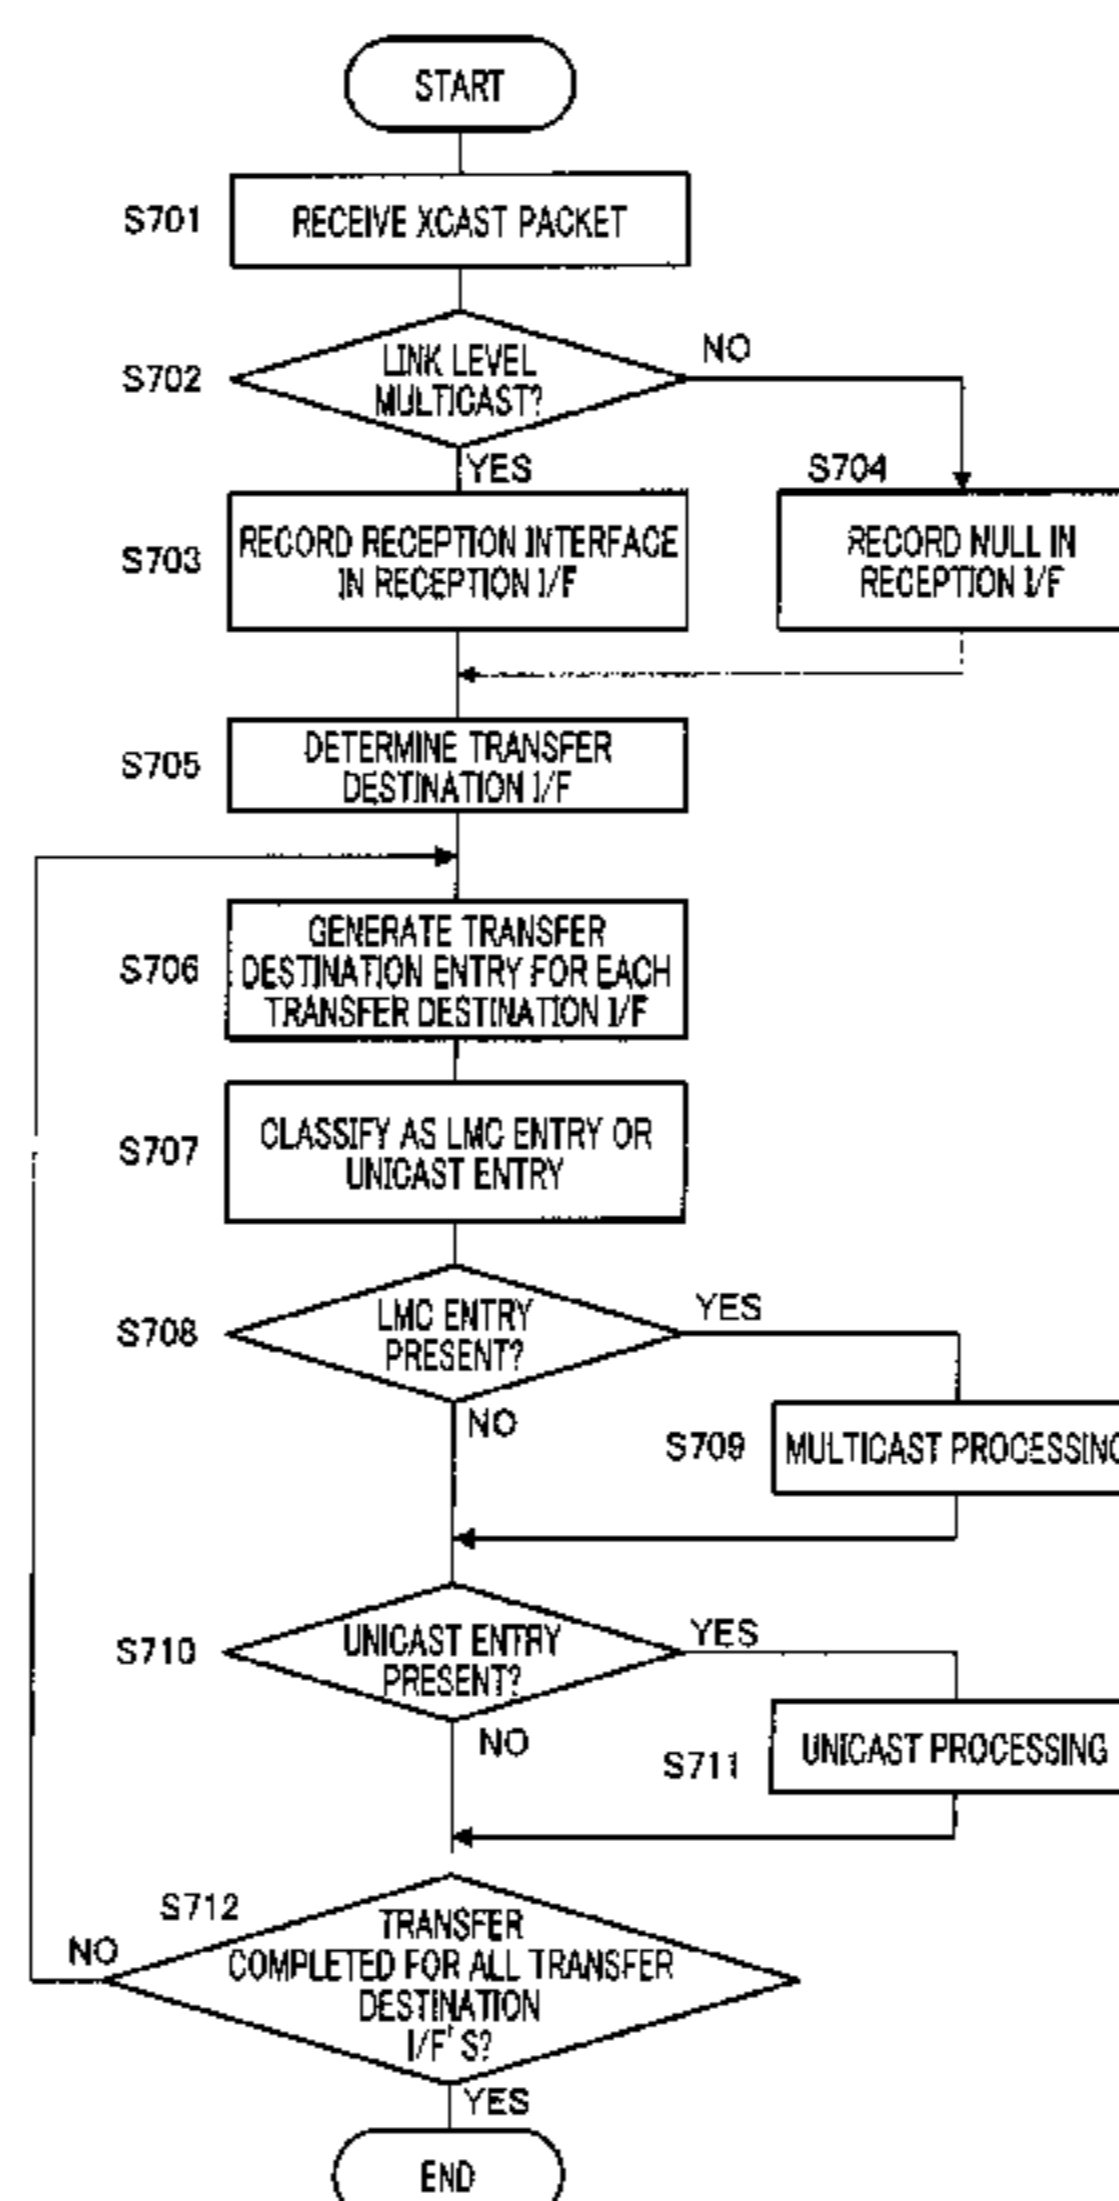 START
S701
RECEIVE XCAST PACKET
S702
LINK LEVEL
MULTICAST?
NO
YES
S703
RECORD RECEPTION INTERFACE
IN RECEPTION I/F
S704
RECORD NULL IN
RECEPTION I/F
S705
DETERMINE TRANSFER
DESTINATION I/F
S706
GENERATE TRANSFER
DESTINATION ENTRY FOR EACH
TRANSFER DESTINATION I/F
S707
CLASSIFY AS LMC ENTRY OR
UNICAST ENTRY
S708
LMC ENTRY
PRESENT?
YES
NO
S709
MULTICAST PROCESSING
S710
UNICAST ENTRY
PRESENT?
YES
NO
S711
UNICAST PROCESSING
S712
NO
TRANSFER
COMPLETED FOR ALL TRANSFER
DESTINATION
I/F'S?
YES
END